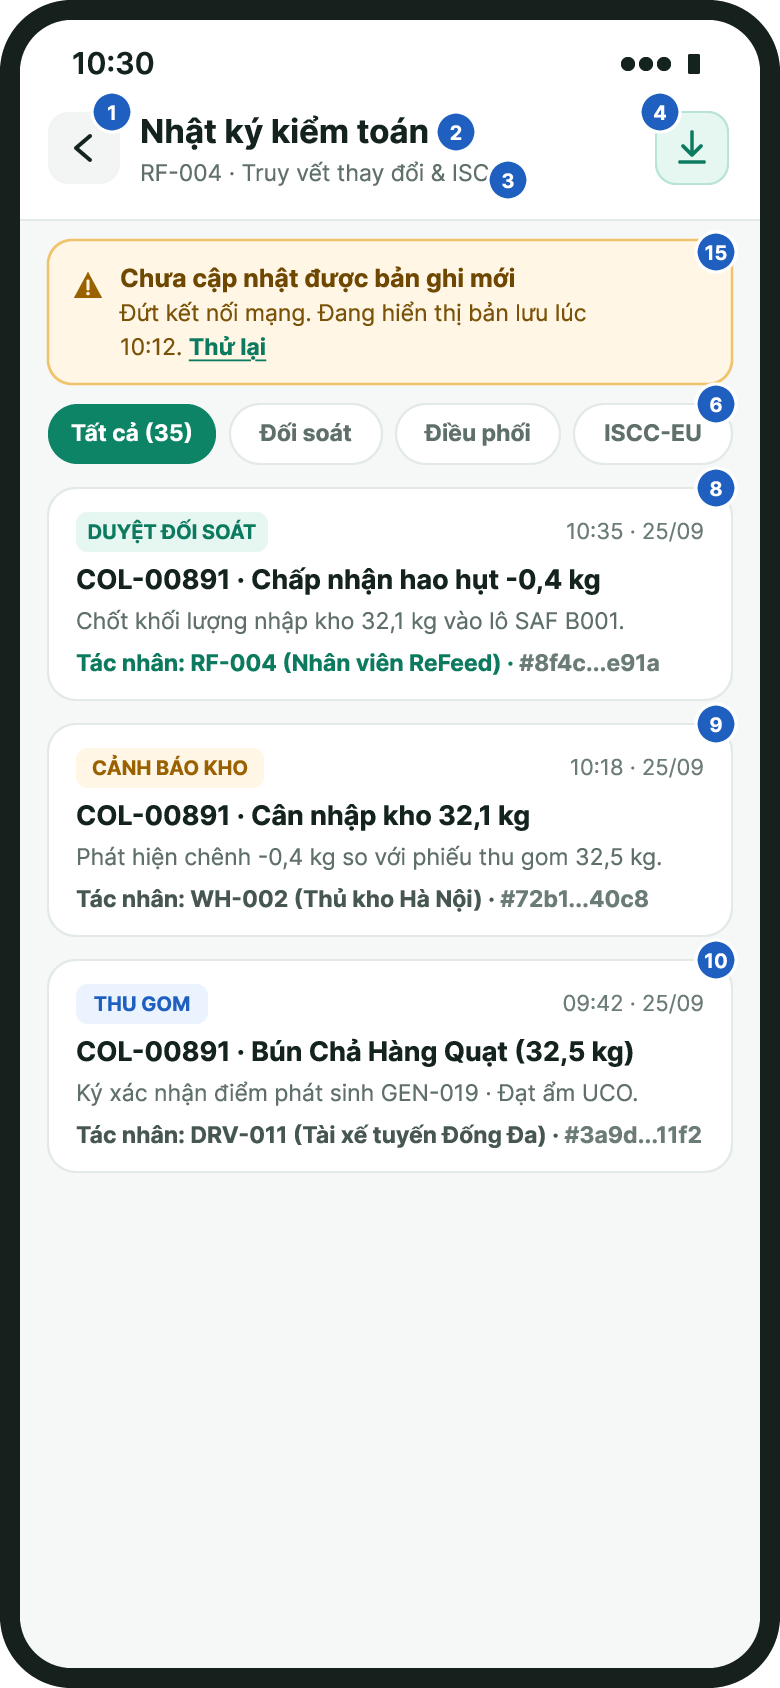 10:30
1
Nhật ký kiểm toán 2
4
RF-004 · Truy vết thay đổi & ISC
3
15
Chưa cập nhật được bản ghi mới
Đứt kết nối mạng. Đang hiển thị bản lưu lúc
10:12. Thử lại
6
Tất cả (35) Đối soát Điều phối ISCC-EU
8
DUYỆT ĐỐI SOÁT 10:35 · 25/09
COL-00891 · Chấp nhận hao hụt -0,4 kg
Chốt khối lượng nhập kho 32,1 kg vào lô SAF B001.
Tác nhân: RF-004 (Nhân viên ReFeed) · #8f4c...e91a
9
CẢNH BÁO KHO 10:18 · 25/09
COL-00891 · Cân nhập kho 32,1 kg
Phát hiện chênh -0,4 kg so với phiếu thu gom 32,5 kg.
Tác nhân: WH-002 (Thủ kho Hà Nội) · #72b1...40c8
10
THU GOM 09:42 · 25/09
COL-00891 · Bún Chả Hàng Quạt (32,5 kg)
Ký xác nhận điểm phát sinh GEN-019 · Đạt ẩm UCO.
Tác nhân: DRV-011 (Tài xế tuyến Đống Đa) · #3a9d...11f2